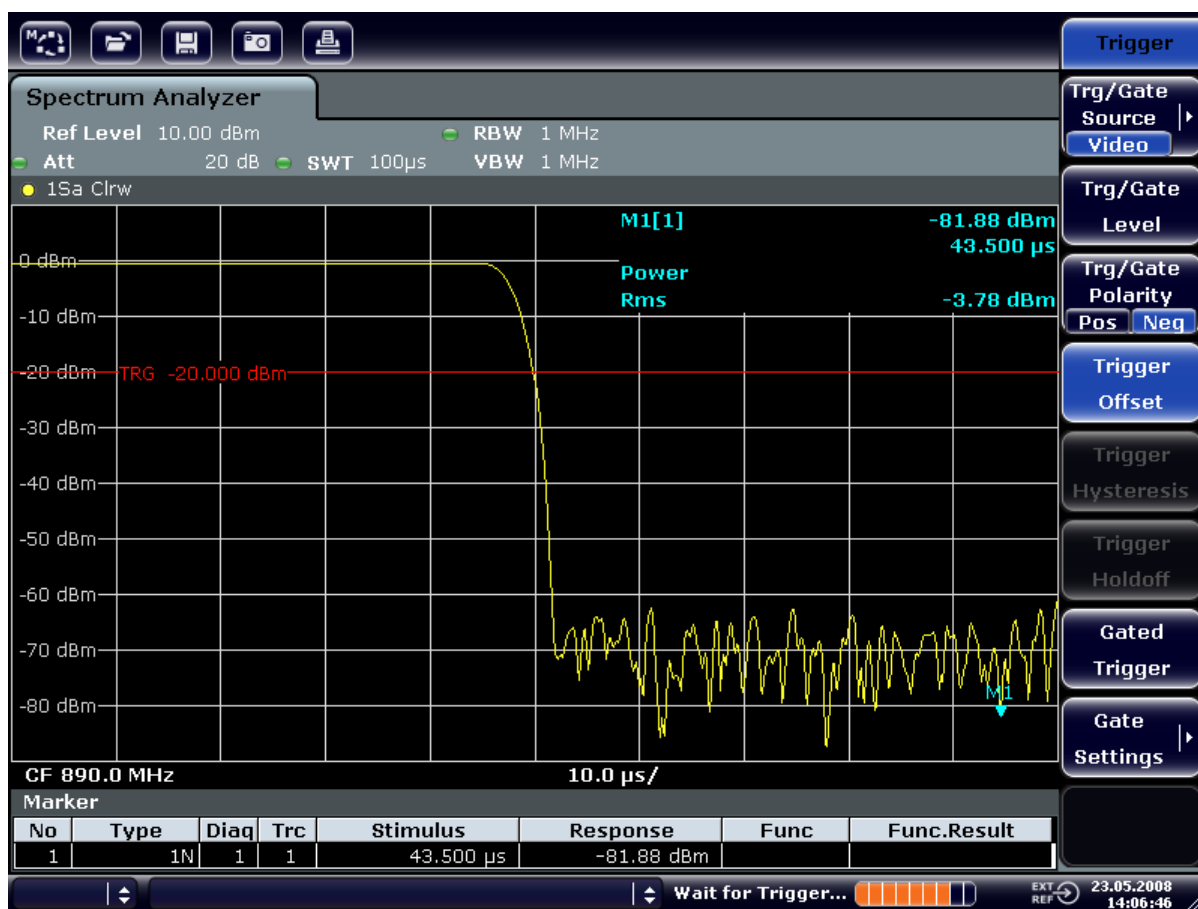 Trigger
Spectrum Analyzer
Ref Level 10.00 dBm RBW 1 MHz
Att 20 dB SWT 100µs VBW 1 MHz
1Sa Clrw
M1[1] -81.88 dBm
43.500 µs
Power
Rms -3.78 dBm
0 dBm
-10 dBm
-20 dBm TRG -20.000 dBm
-30 dBm
-40 dBm
-50 dBm
-60 dBm
-70 dBm
-80 dBm
M1
CF 890.0 MHz 10.0 µs/
Marker
No Type Diaq Trc Stimulus Response Func Func.Result
1 1N 1 1 43.500 µs -81.88 dBm
Wait for Trigger... EXT REF 23.05.2008
14:06:46
Trg/Gate
Source
Video
Trg/Gate
Level
Trg/Gate
Polarity
Pos Neg
Trigger
Offset
Trigger
Hysteresis
Trigger
Holdoff
Gated
Trigger
Gate
Settings